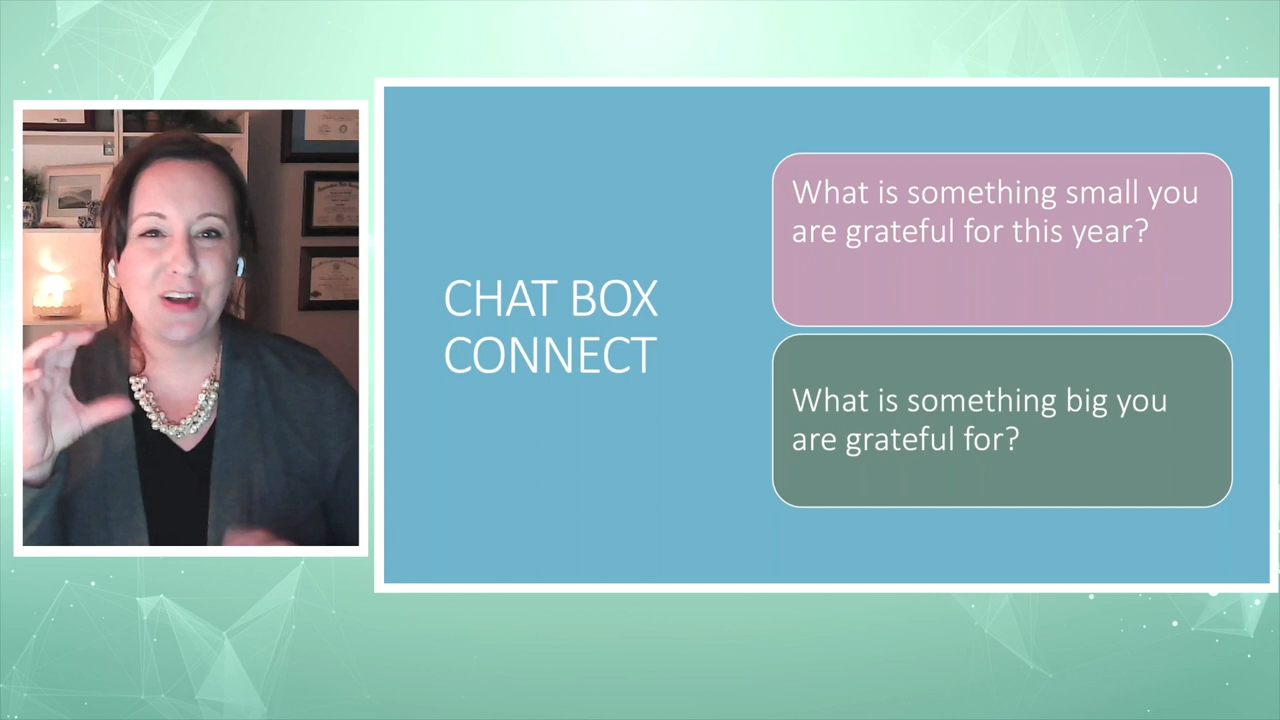 CHAT BOX
CONNECT
What is something small you
are grateful for this year?
What is something big you
are grateful for?